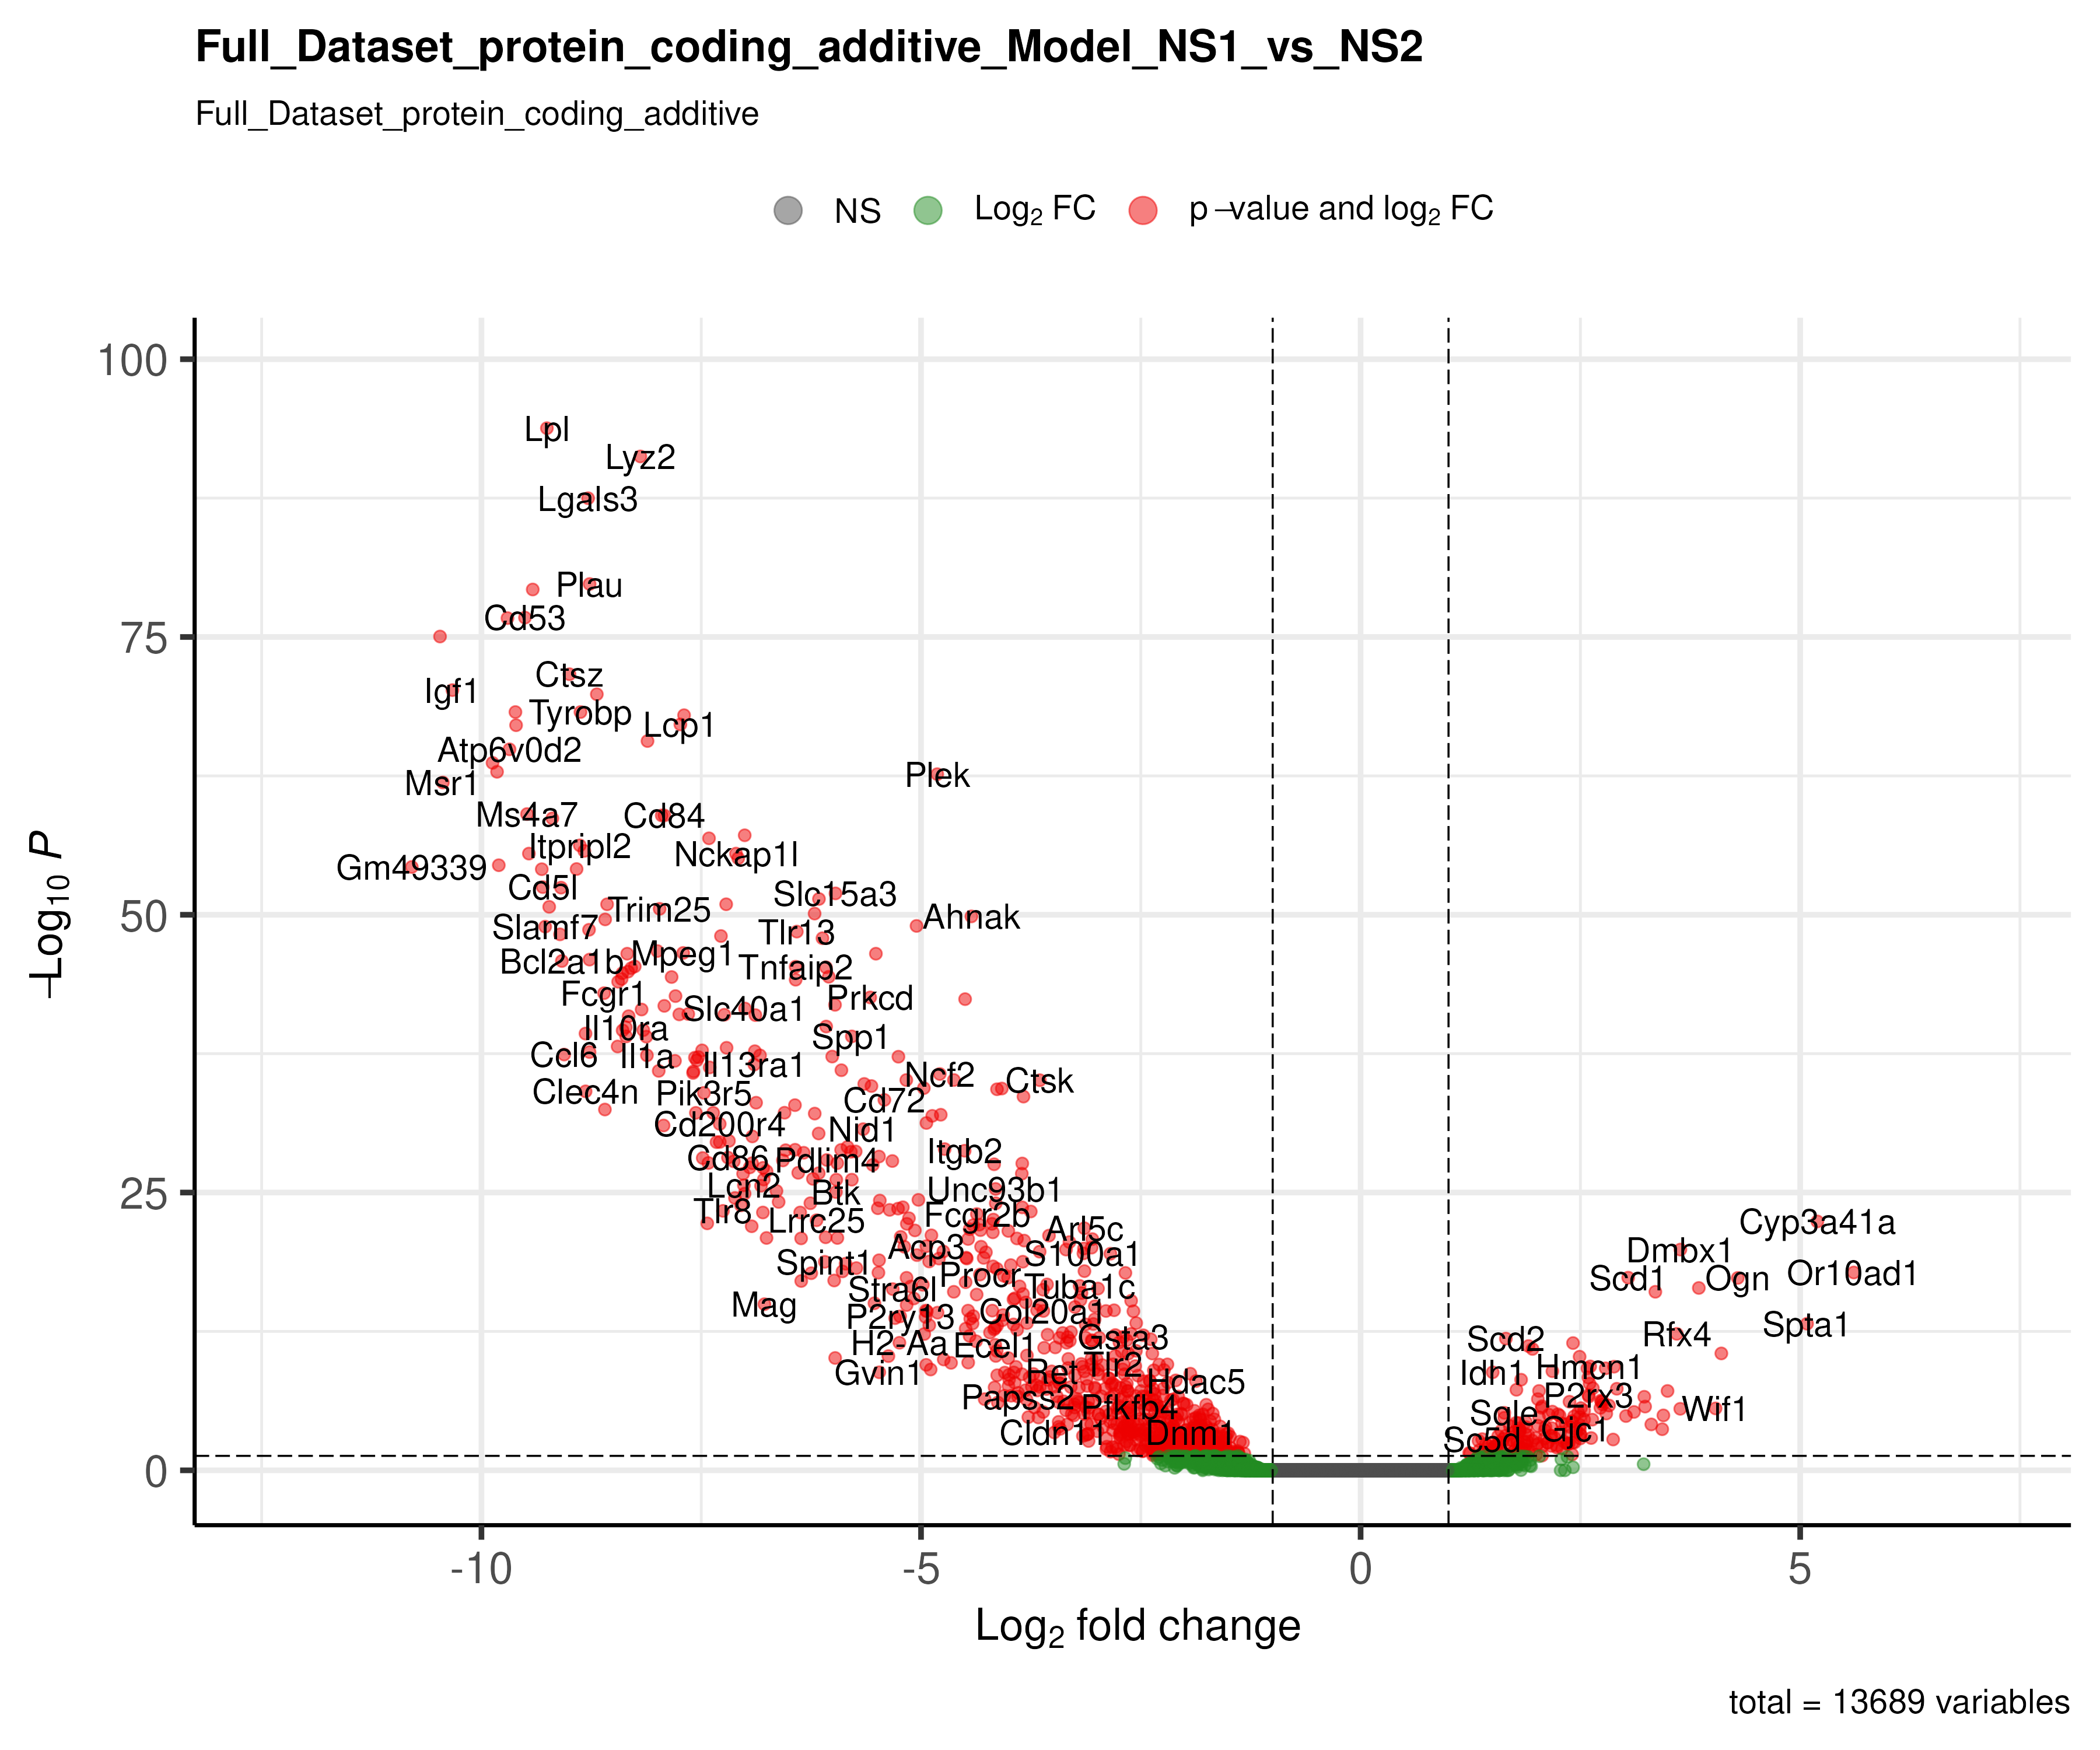 Full_Dataset_protein_coding_additive_Model_NS1_vs_NS2
Full_Dataset_protein_coding_additive
NS Log2 FC p−value and log2 FC
−Log10 P
100
75
50
25
0
Lpl
Lyz2
Lgals3
Plau
Cd53
Ctsz
Igf1
Tyrobp
Lcp1
Atp6v0d2
Msr1
Plek
Ms4a7
Cd84
Itpripl2
Nckap1l
Gm49339
Cd5l
Slc15a3
Trim25
Ahnak
Slamf7
Tlr13
Bcl2a1b
Mpeg1
Tnfaip2
Fcgr1
Prkcd
Slc40a1
Il10ra
Spp1
Ccl6
Il1a
Il13ra1
Ncf2
Ctsk
Clec4n
Pik3r5
Cd72
Cd200r4
Nid1
Cd86
Pdlim4
Itgb2
Lcn2
Btk
Unc93b1
Tlr8
Lrrc25
Fcgr2b
Arl5c
Acp3
S100a1
Spint1
Procr
Stra6l
Tuba1c
Mag
P2ry13
Col20a1
H2-Aa
Ecel1
Gsta3
Gvin1
Ret
Tlr2
Papss2
Hdac5
Pfkfb4
Cldn11
Dnm1
Cyp3a41a
Dmbx1
Scd1
Ogn
Or10ad1
Spta1
Rfx4
Scd2
Idh1
Hmcn1
P2rx3
Wif1
Sqle
Gjc1
Sc5d
-10 -5 0 5
Log2 fold change
total = 13689 variables